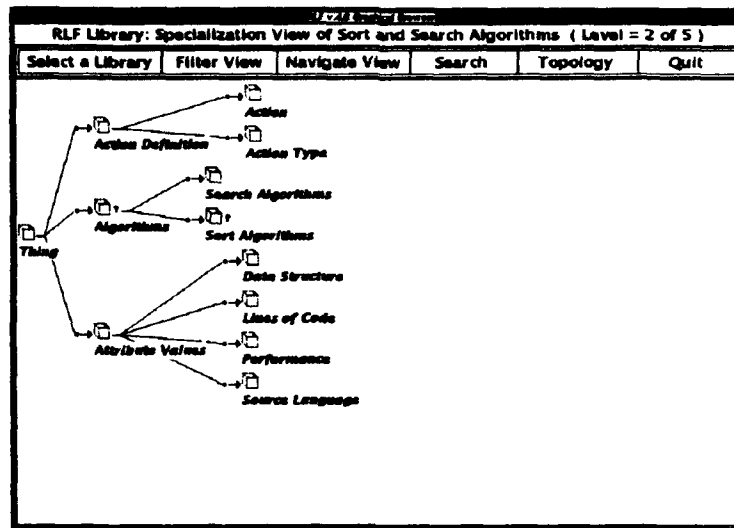 RLF Library: Specialization View of Sort and Search Algorithms ( Level = 2 of 5 )
Select a Library Filter View Navigate View Search Topology Quit
Action
Action Definition
Action Type
Search Algorithms
Algorithms ?
Sort Algorithms ?
Thing
Data Structure
Lines of Code
Attribute Values
Performance
Source Language